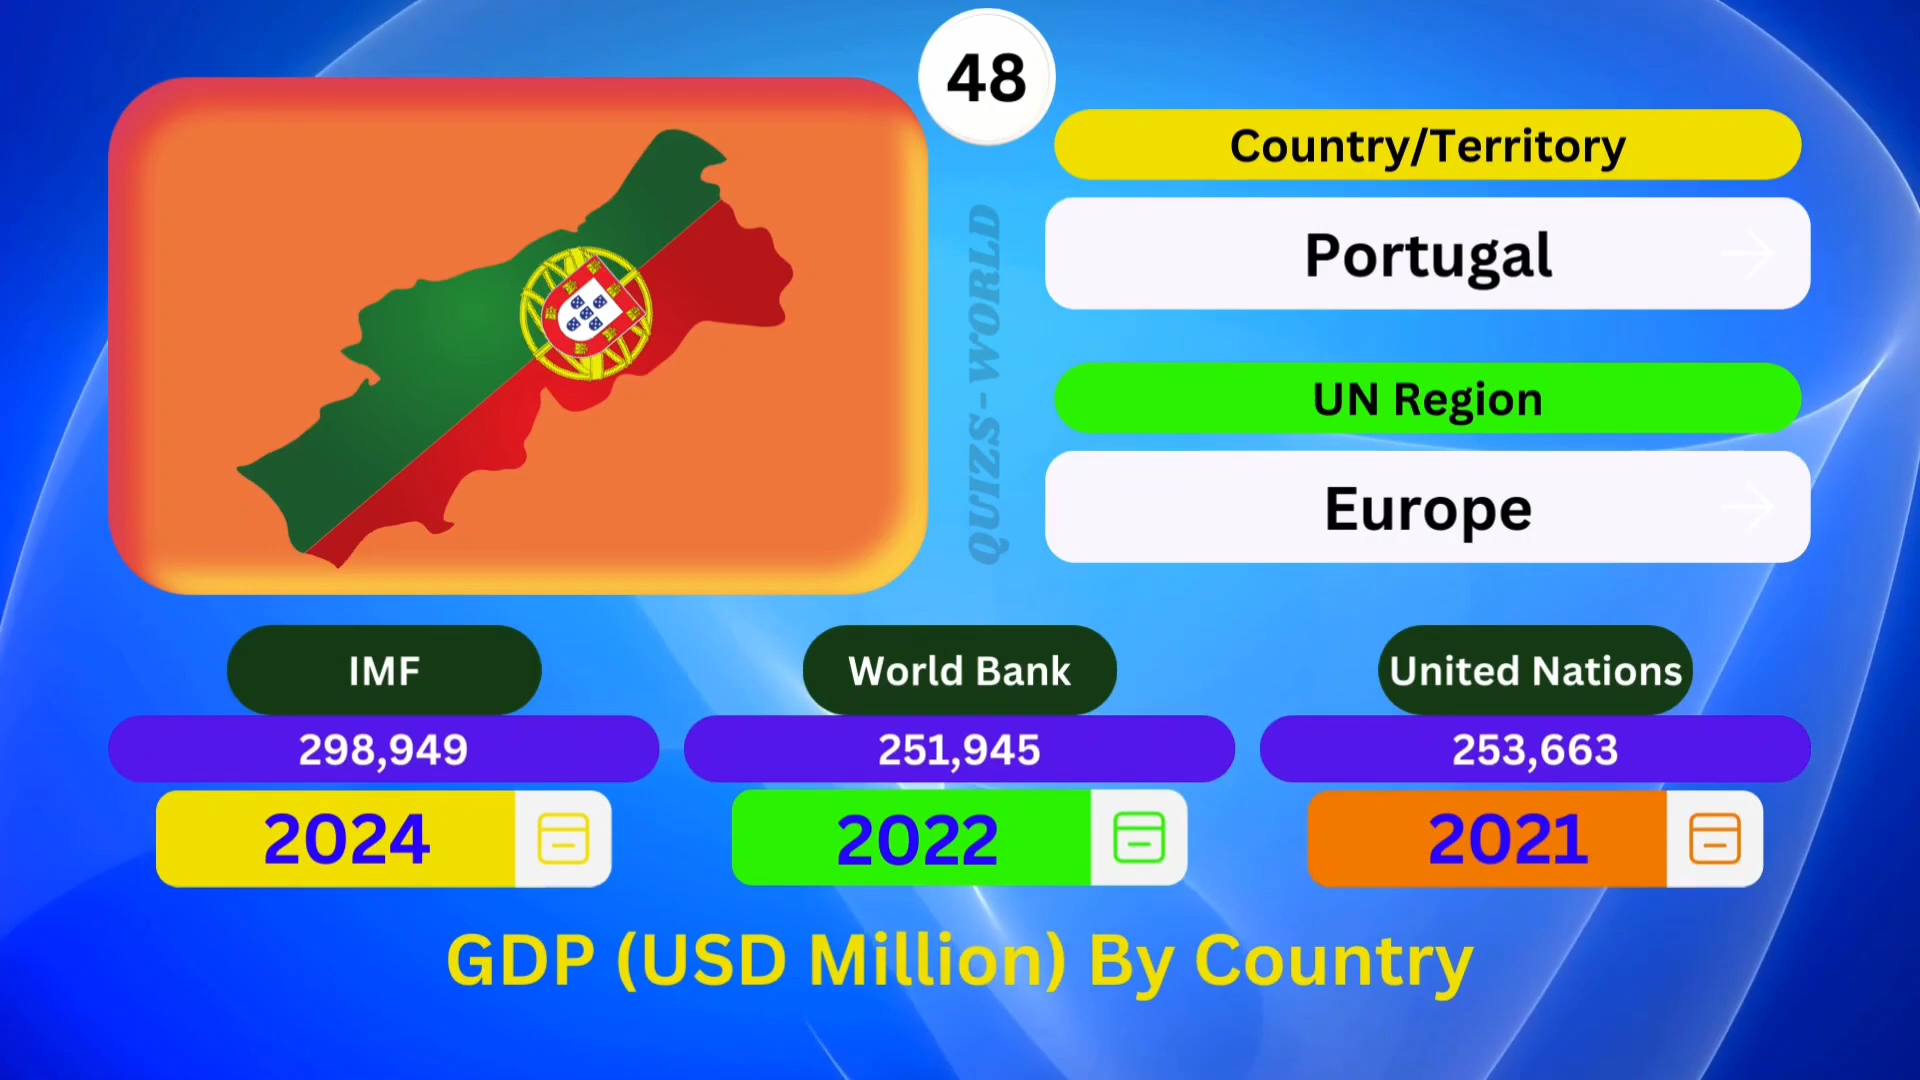 48
Country/Territory
Portugal
UN Region
Europe
QUIZS-WORLD
IMF
World Bank
United Nations
298,949
251,945
253,663
2024
2022
2021
GDP (USD Million) By Country